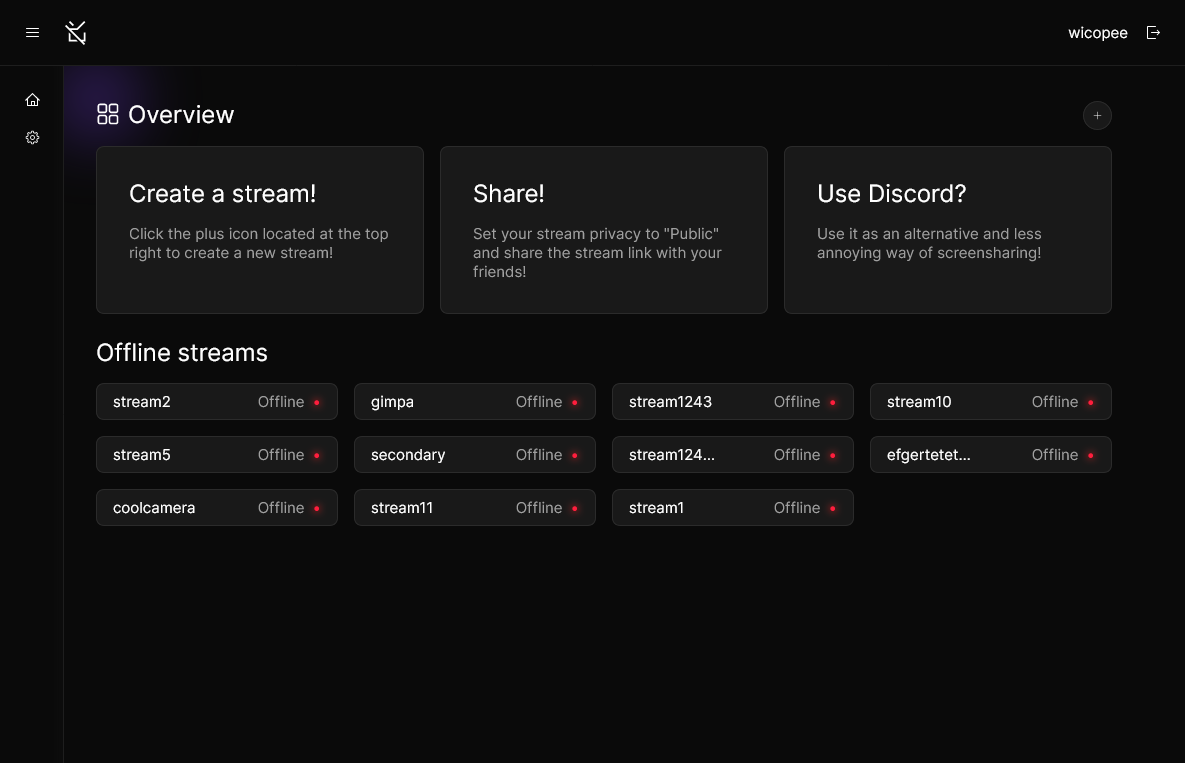 wicopee
Overview
Create a stream!
Click the plus icon located at the top
right to create a new stream!
Share!
Set your stream privacy to "Public"
and share the stream link with your
friends!
Use Discord?
Use it as an alternative and less
annoying way of screensharing!
Offline streams
stream2 Offline
gimpa Offline
stream1243 Offline
stream10 Offline
stream5 Offline
secondary Offline
stream124... Offline
efgertetet... Offline
coolcamera Offline
stream11 Offline
stream1 Offline